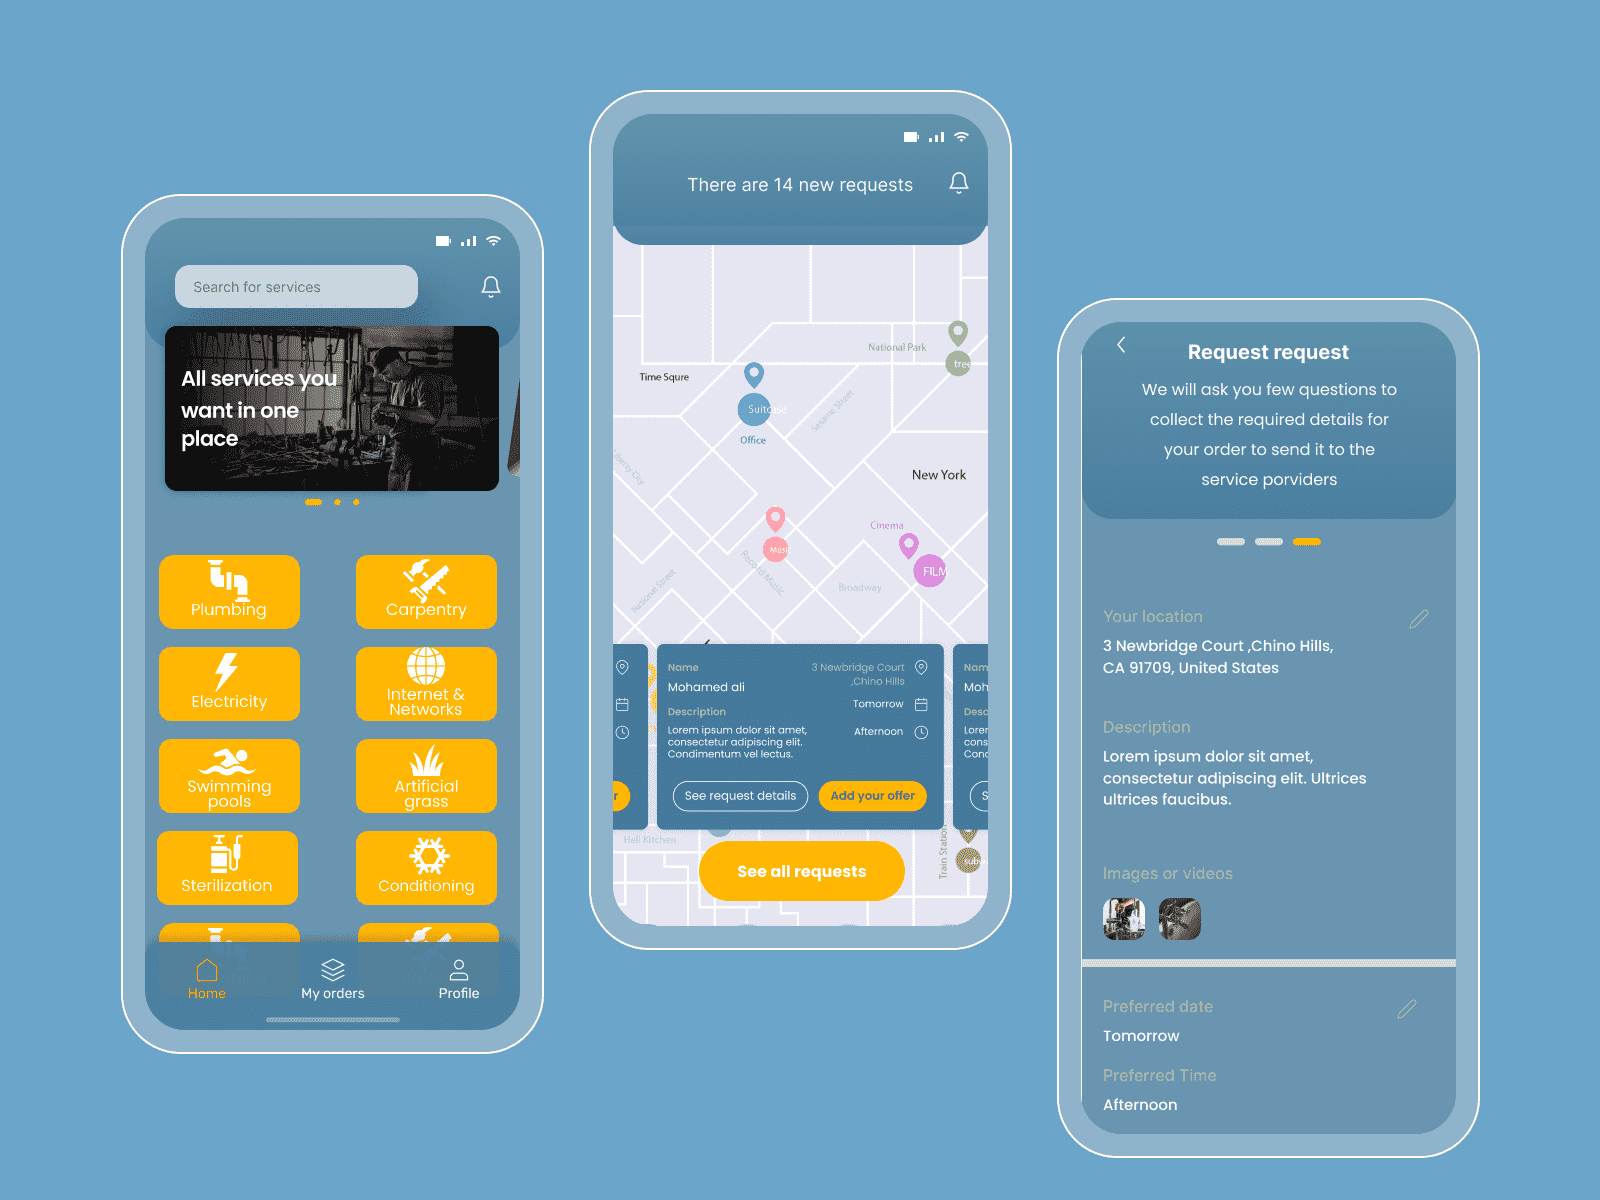 Search for services
All services you
want in one
place
Plumbing
Carpentry
Electricity
Internet &
Networks
Swimming
pools
Artificial
grass
Sterilization
Conditioning
Home
My orders
Profile
There are 14 new requests
National Park
tree
Time Squre
Suitcase
Office
Sesame Street
New York
Cinema
FILM
Music
Record Music
National Street
Broadway
Name
Mohamed ali
Description
Lorem ipsum dolor sit amet,
consectetur adipiscing elit.
Condimentum vel lectus.
3 Newbridge Court
,Chino Hills
Tomorrow
Afternoon
See request details
Add your offer
Hell Kitchen
Train Station
See all requests
Request request
We will ask you few questions to
collect the required details for
your order to send it to the
service porviders
Your location
3 Newbridge Court ,Chino Hills,
CA 91709, United States
Description
Lorem ipsum dolor sit amet,
consectetur adipiscing elit. Ultrices
ultrices faucibus.
Images or videos
Preferred date
Tomorrow
Preferred Time
Afternoon